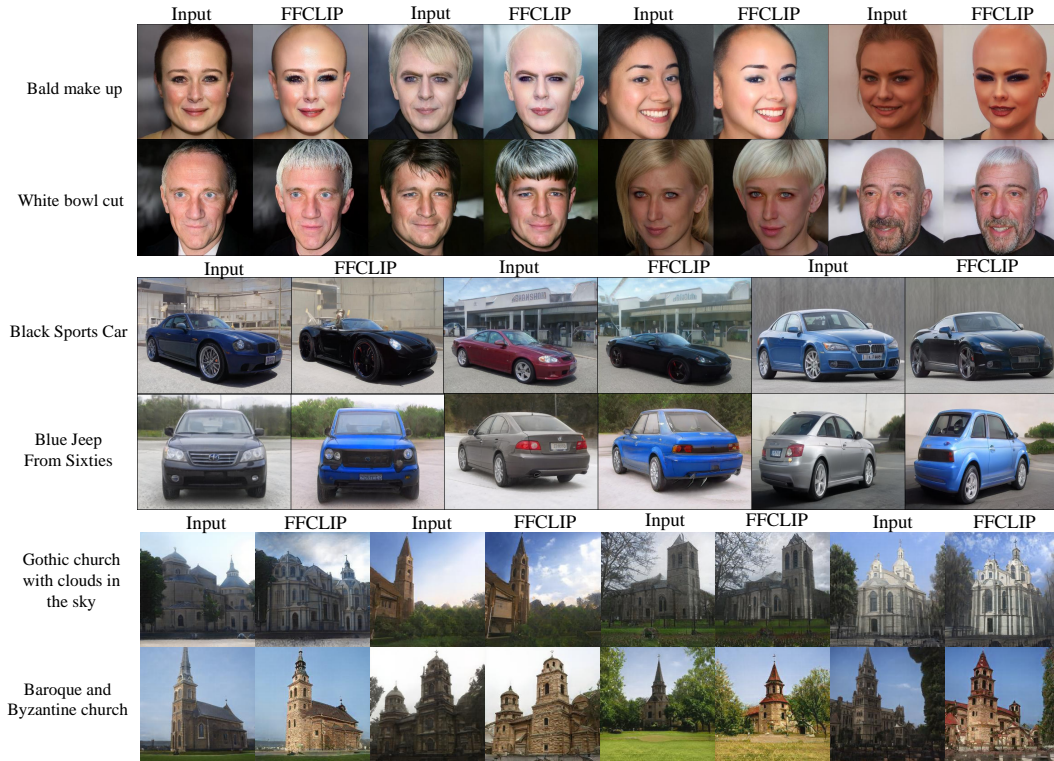 Input FFCLIP Input FFCLIP Input FFCLIP Input FFCLIP
Bald make up
White bowl cut
Input FFCLIP Input FFCLIP Input FFCLIP
Black Sports Car
Blue Jeep
From Sixties
Input FFCLIP Input FFCLIP Input FFCLIP Input FFCLIP
Gothic church
with clouds in
the sky
Baroque and
Byzantine church